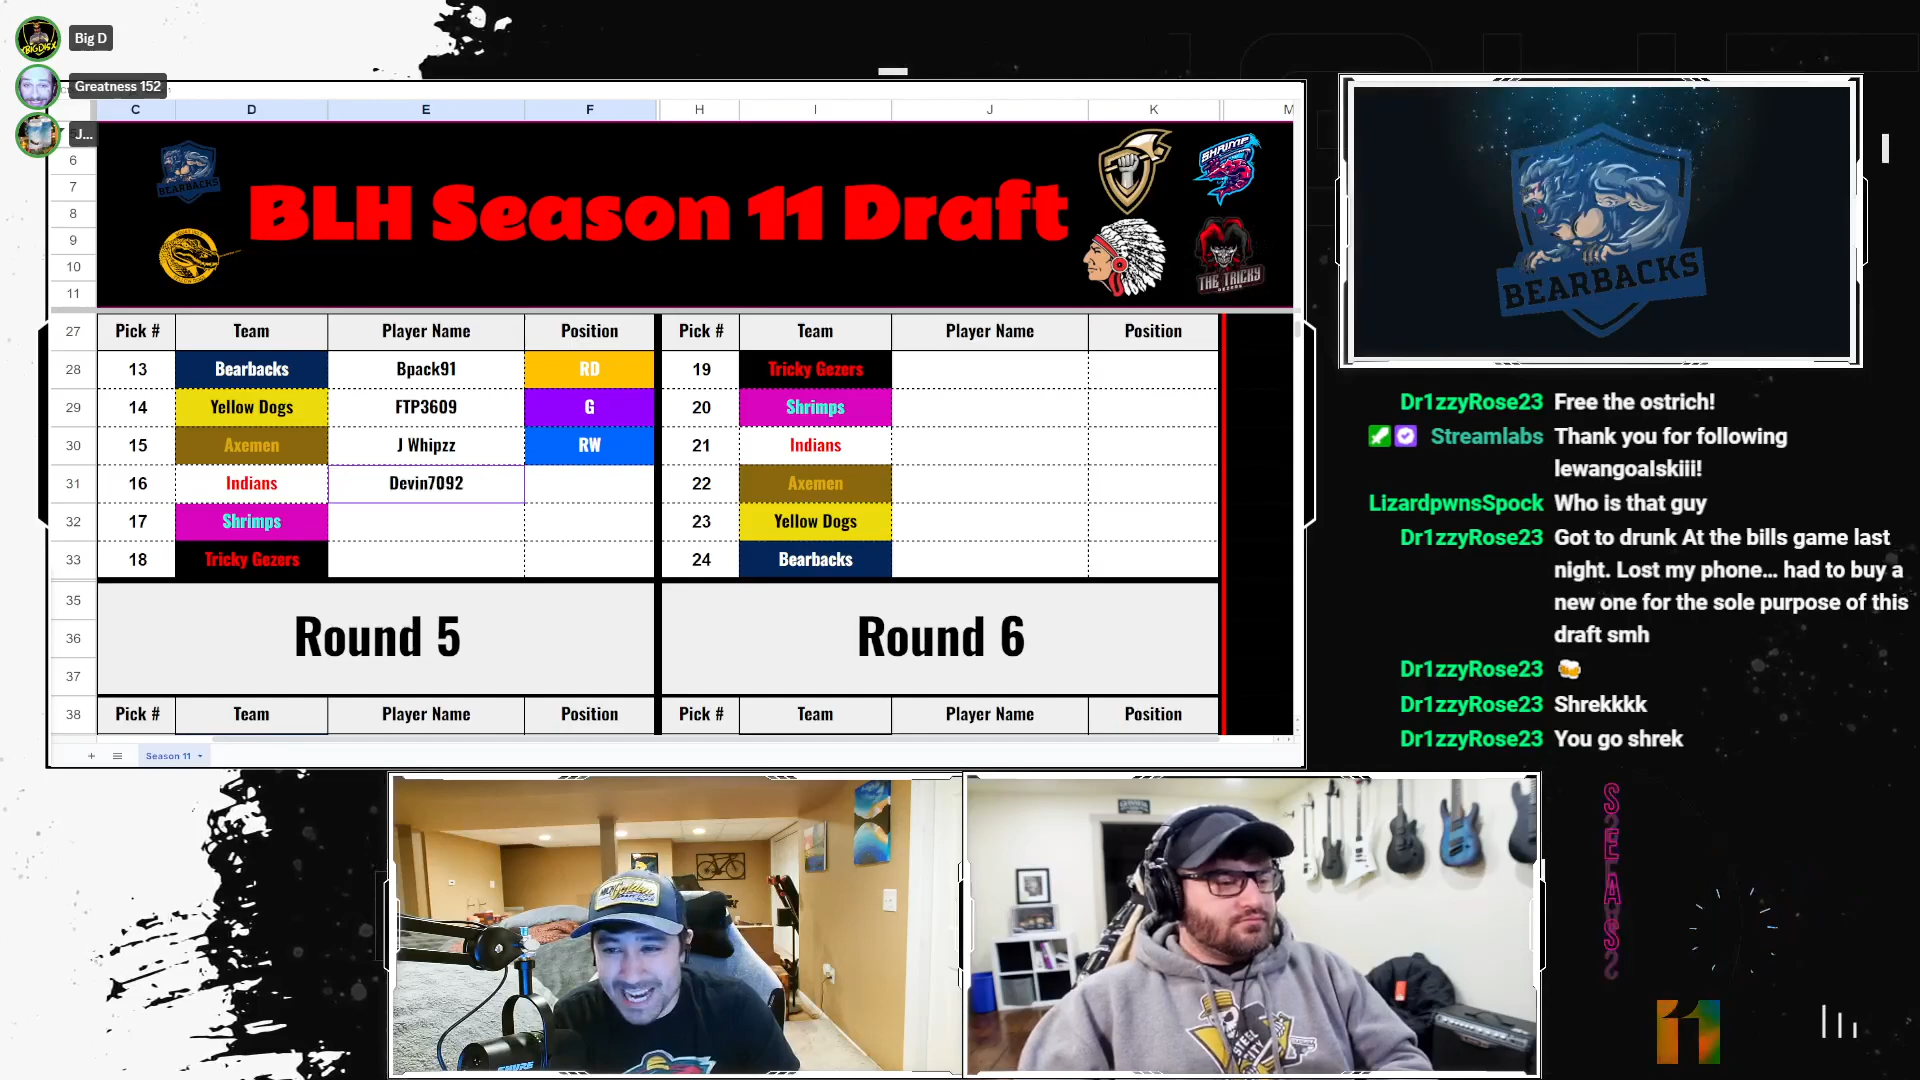 Big D
Greatness 152
J...
C D E F H I J K M
6
7
8
9
10
11
BEARBACKS
BLH Season 11 Draft
SHRIMP
THE TRICKY
GEZERS
27 Pick # Team Player Name Position Pick # Team Player Name Position
28 13 Bearbacks Bpack91 RD 19 Tricky Gezers
29 14 Yellow Dogs FTP3609 G 20 Shrimps
30 15 Axemen J Whipzz RW 21 Indians
31 16 Indians Devin7092 22 Axemen
32 17 Shrimps 23 Yellow Dogs
33 18 Tricky Gezers 24 Bearbacks
35
36 Round 5 Round 6
37
38 Pick # Team Player Name Position Pick # Team Player Name Position
+ Season 11
BEARBACKS
Dr1zzyRose23 Free the ostrich!
Streamlabs Thank you for following
lewangoalskiii!
LizardpwnsSpock Who is that guy
Dr1zzyRose23 Got to drunk At the bills game last
night. Lost my phone... had to buy a
new one for the sole purpose of this
draft smh
Dr1zzyRose23 🍻
Dr1zzyRose23 Shrekkkk
Dr1zzyRose23 You go shrek
STEEL
CITY
SHURE
SEAS
11